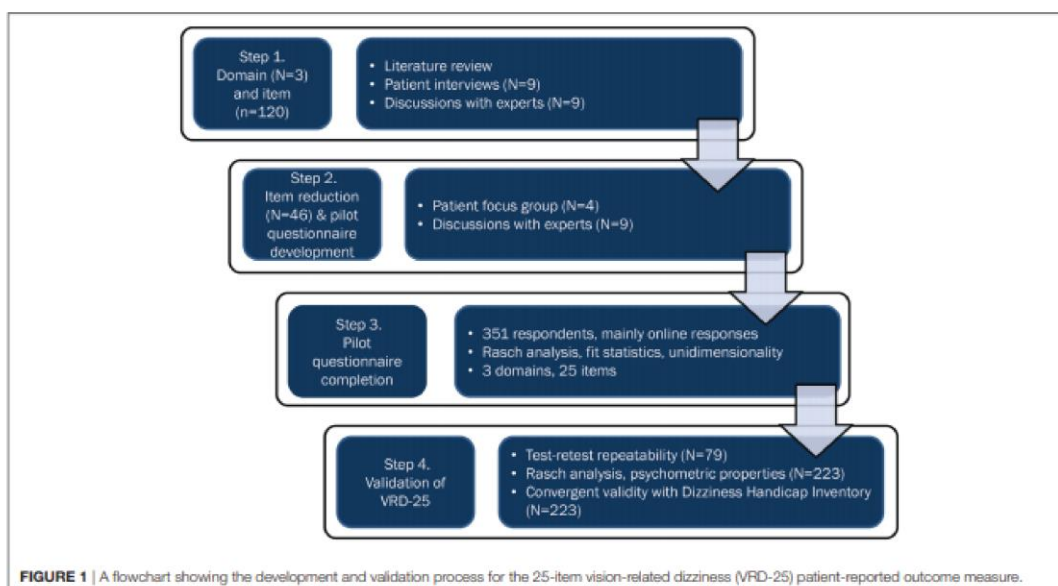 Step 1.
Domain (N=3)
and item
(n=120)
• Literature review
• Patient interviews (N=9)
• Discussions with experts (N=9)
Step 2.
Item reduction
(N=46) & pilot
questionnaire
development
• Patient focus group (N=4)
• Discussions with experts (N=9)
Step 3.
Pilot
questionnaire
completion
• 351 respondents, mainly online responses
• Rasch analysis, fit statistics, unidimensionality
• 3 domains, 25 items
Step 4.
Validation of
VRD-25
• Test-retest repeatability (N=79)
• Rasch analysis, psychometric properties (N=223)
• Convergent validity with Dizziness Handicap Inventory
(N=223)
FIGURE 1 | A flowchart showing the development and validation process for the 25-item vision-related dizziness (VRD-25) patient-reported outcome measure.